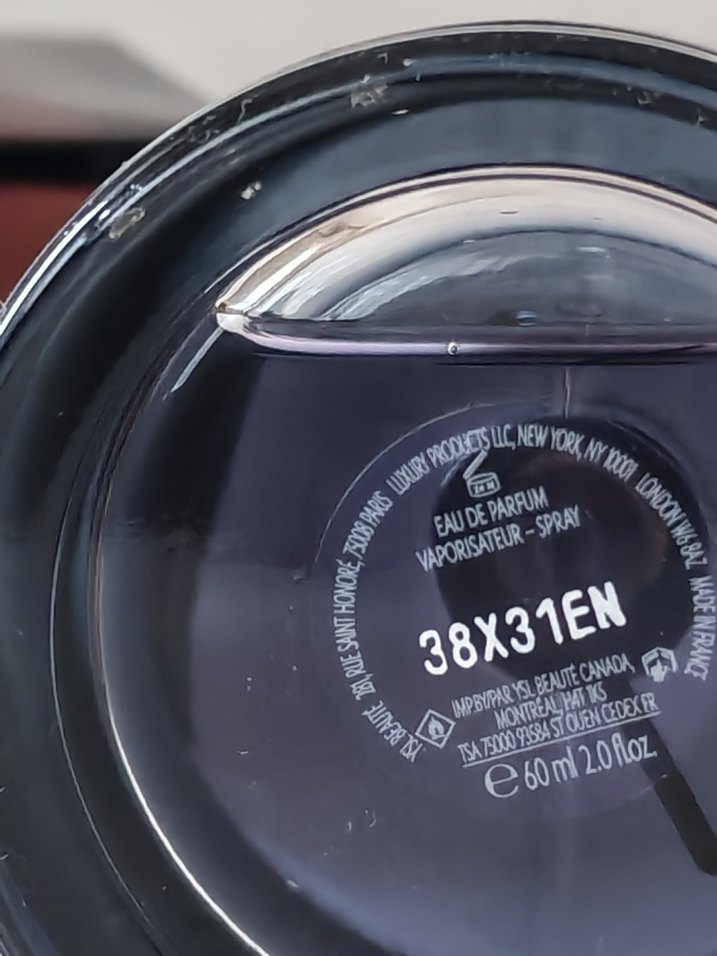 YSL BEAUTÉ 281, RUE SAINT HONORÉ, 75008 PARIS LUXURY PRODUCTS LLC, NEW YORK, NY 10001 LONDON W6 8AZ MADE IN FRANCE
EAU DE PARFUM
VAPORISATEUR - SPRAY
38X31EN
IMP BY/PAR YSL BEAUTÉ CANADA,
MONTRÉAL, H4T 1K5
TSA 75000 93584 ST OUEN CEDEX FR
e 60 ml 2.0 fl.oz.